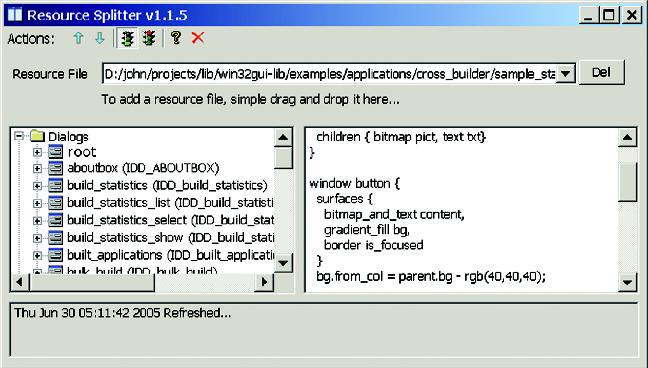 Resource Splitter v1.1.5
Actions:
Resource File D:/john/projects/lib/win32gui-lib/examples/applications/cross_builder/sample_sta Del
To add a resource file, simple drag and drop it here...
Dialogs
root
aboutbox (IDD_ABOUTBOX)
build_statistics (IDD_build_statistics)
build_statistics_list (IDD_build_statisti
build_statistics_select (IDD_build_stat
build_statistics_show (IDD_build_stati
built_applications (IDD_built_applicatio
bulk_build (IDD_bulk_build)
children { bitmap pict, text txt}
}
window button {
surfaces {
bitmap_and_text content,
gradient_fill bg,
border is_focused
}
bg.from_col = parent.bg - rgb(40,40,40);
Thu Jun 30 05:11:42 2005 Refreshed...